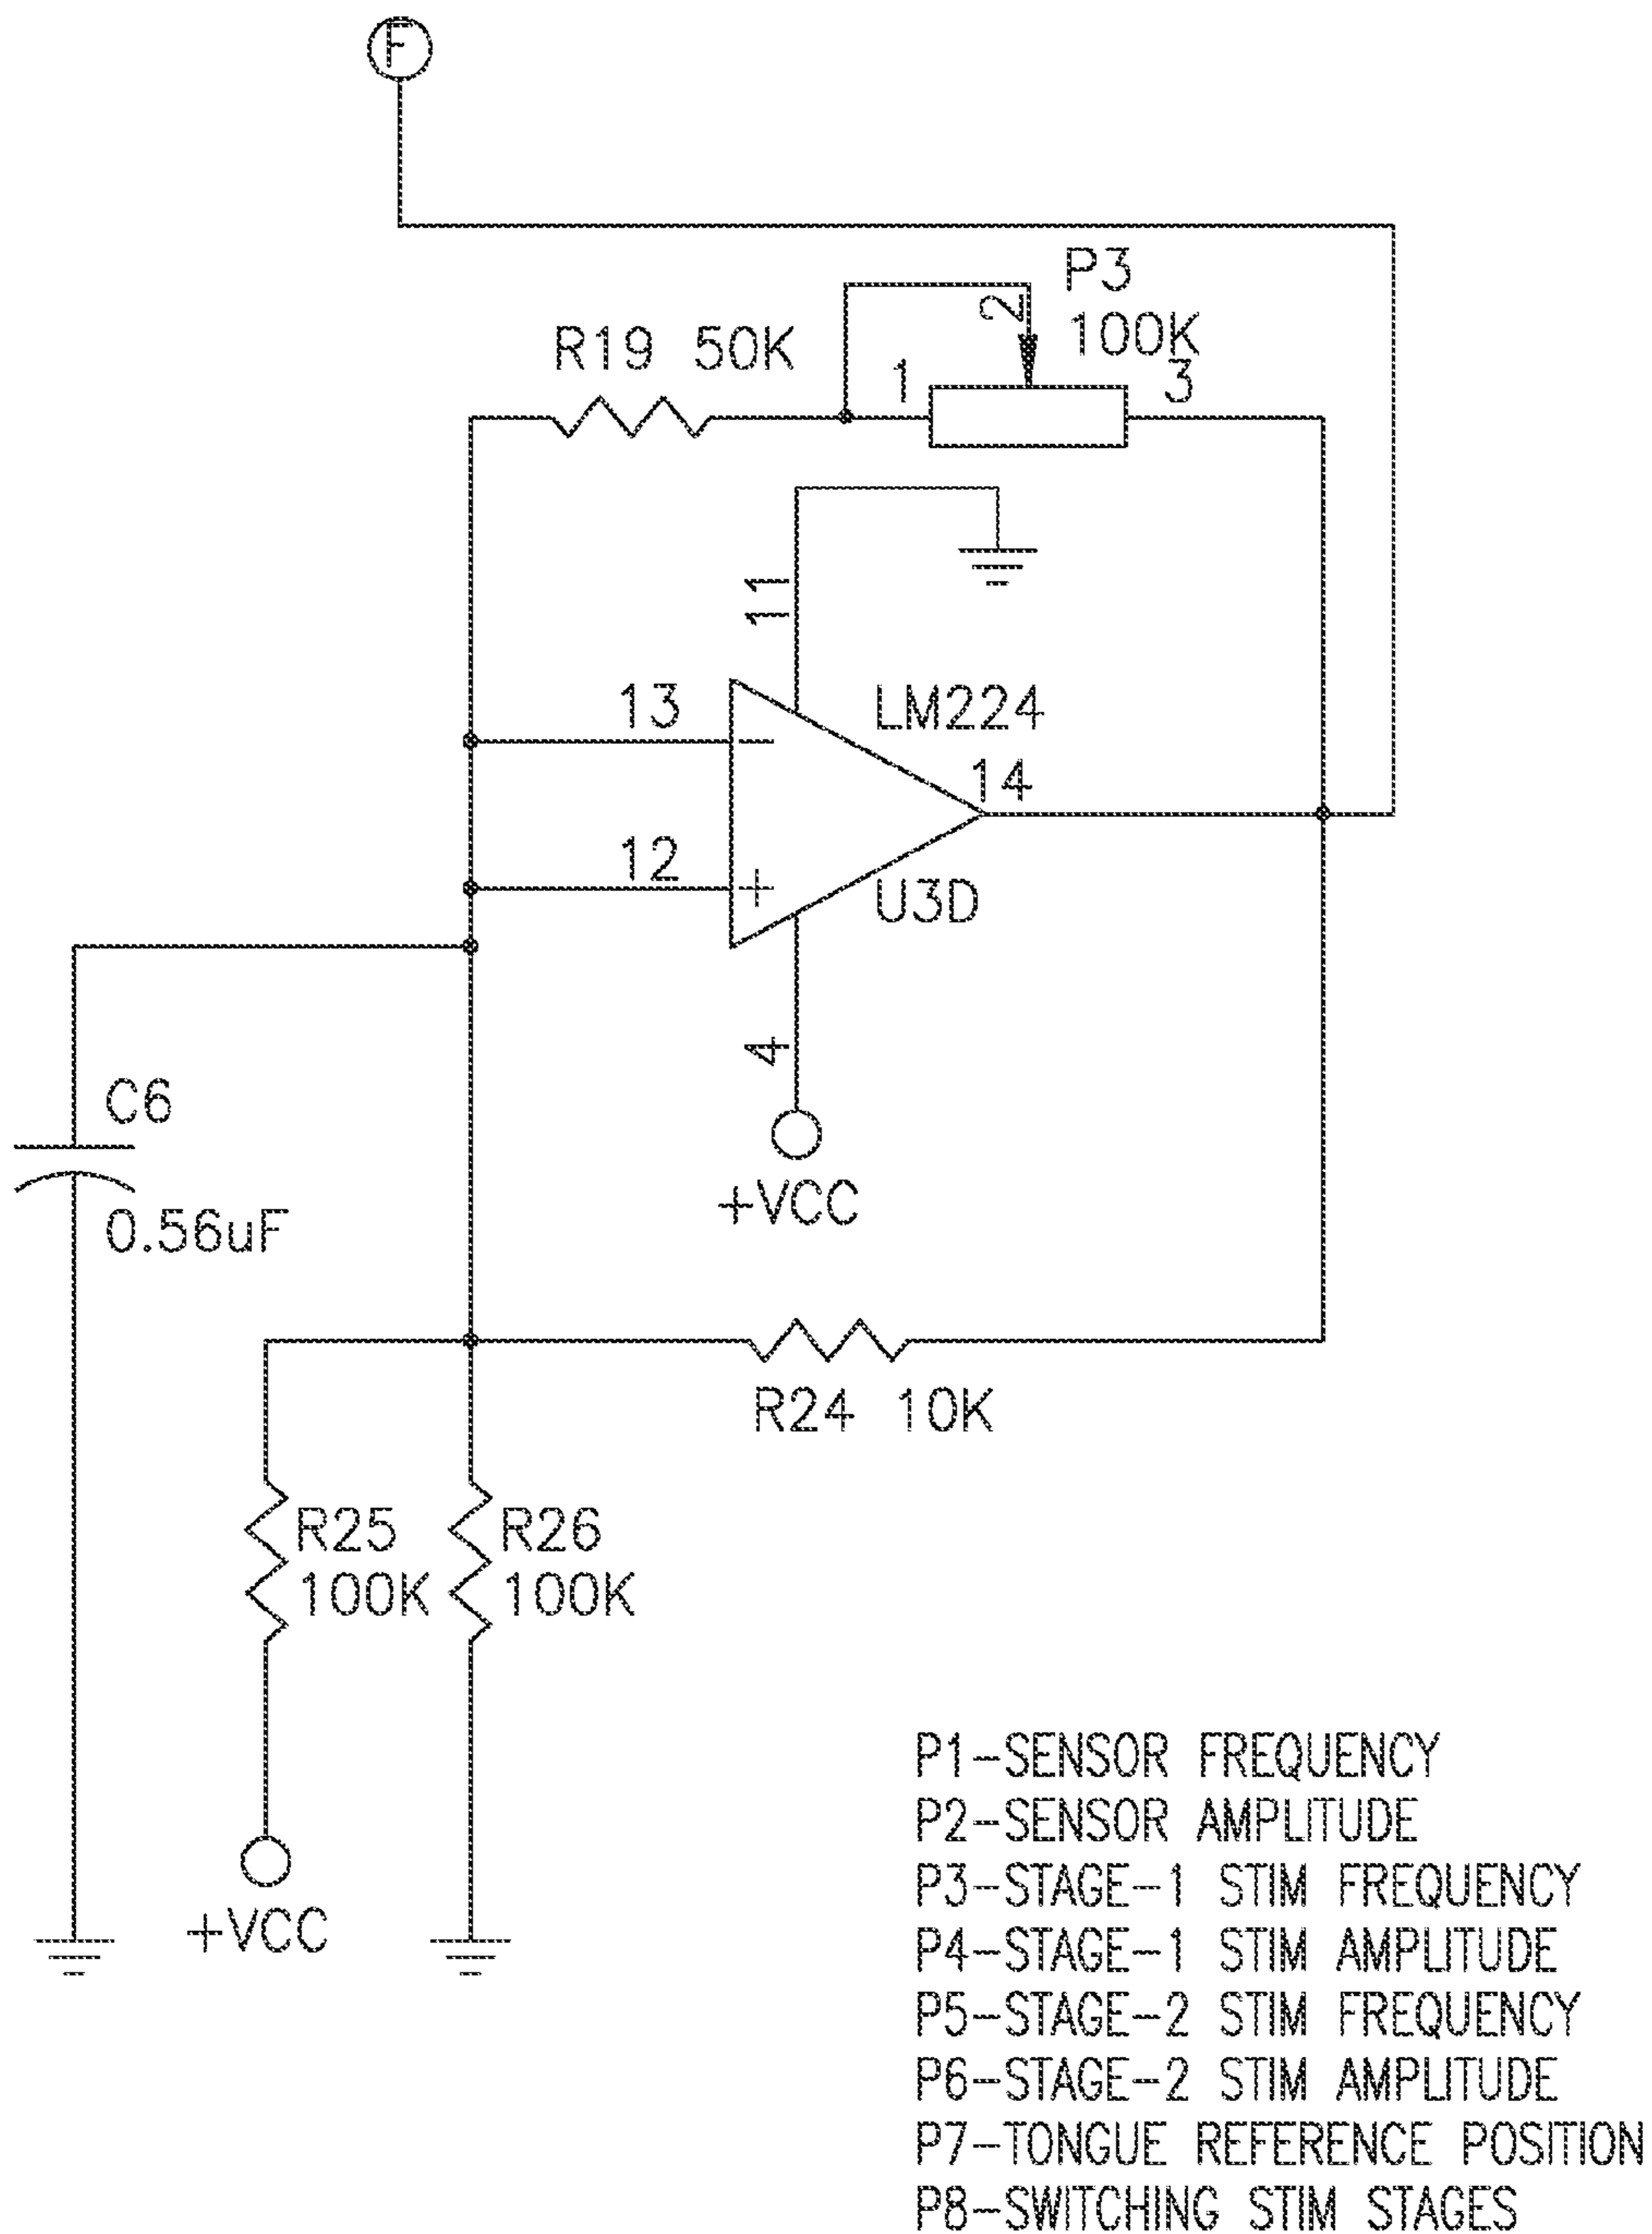 F
P3
100K
2
R19 50K
1
3
11
13
LM224
14
12
U3D
4
C6
+VCC
0.56uF
R24 10K
R25
100K
R26
100K
+VCC
P1-SENSOR FREQUENCY
P2-SENSOR AMPLITUDE
P3-STAGE-1 STIM FREQUENCY
P4-STAGE-1 STIM AMPLITUDE
P5-STAGE-2 STIM FREQUENCY
P6-STAGE-2 STIM AMPLITUDE
P7-TONGUE REFERENCE POSITION
P8-SWITCHING STIM STAGES